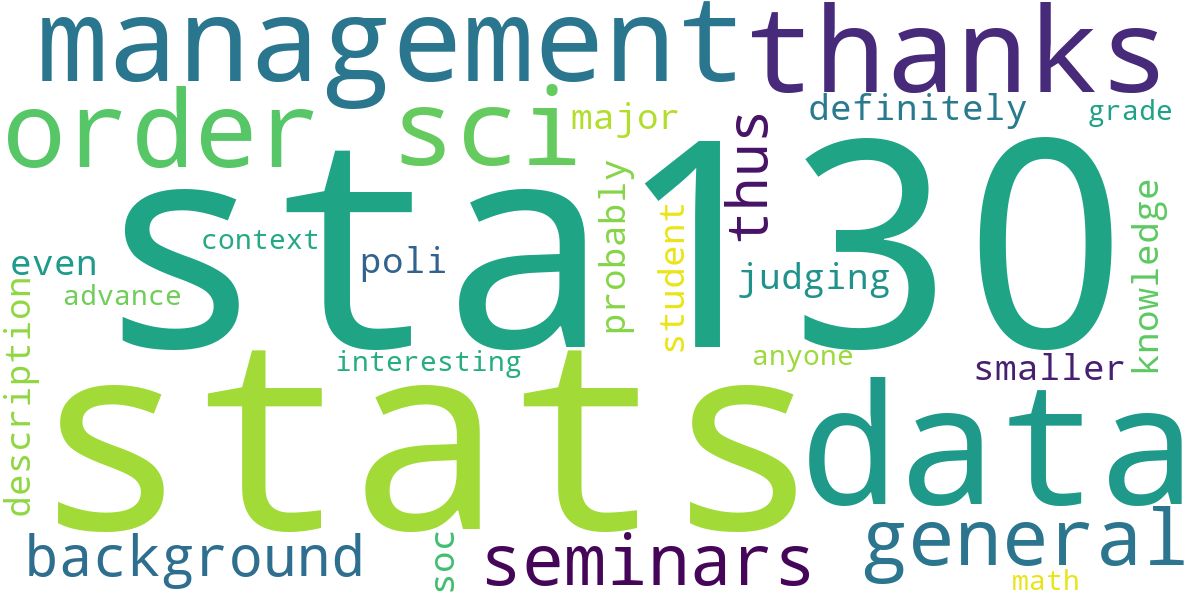 management
thanks
order
sci
major
definitely
grade
sta130
thus
probably
student
knowledge
context
poli
even
judging
advance
description
interesting
anyone
smaller
stats
data
general
background
soc
seminars
math